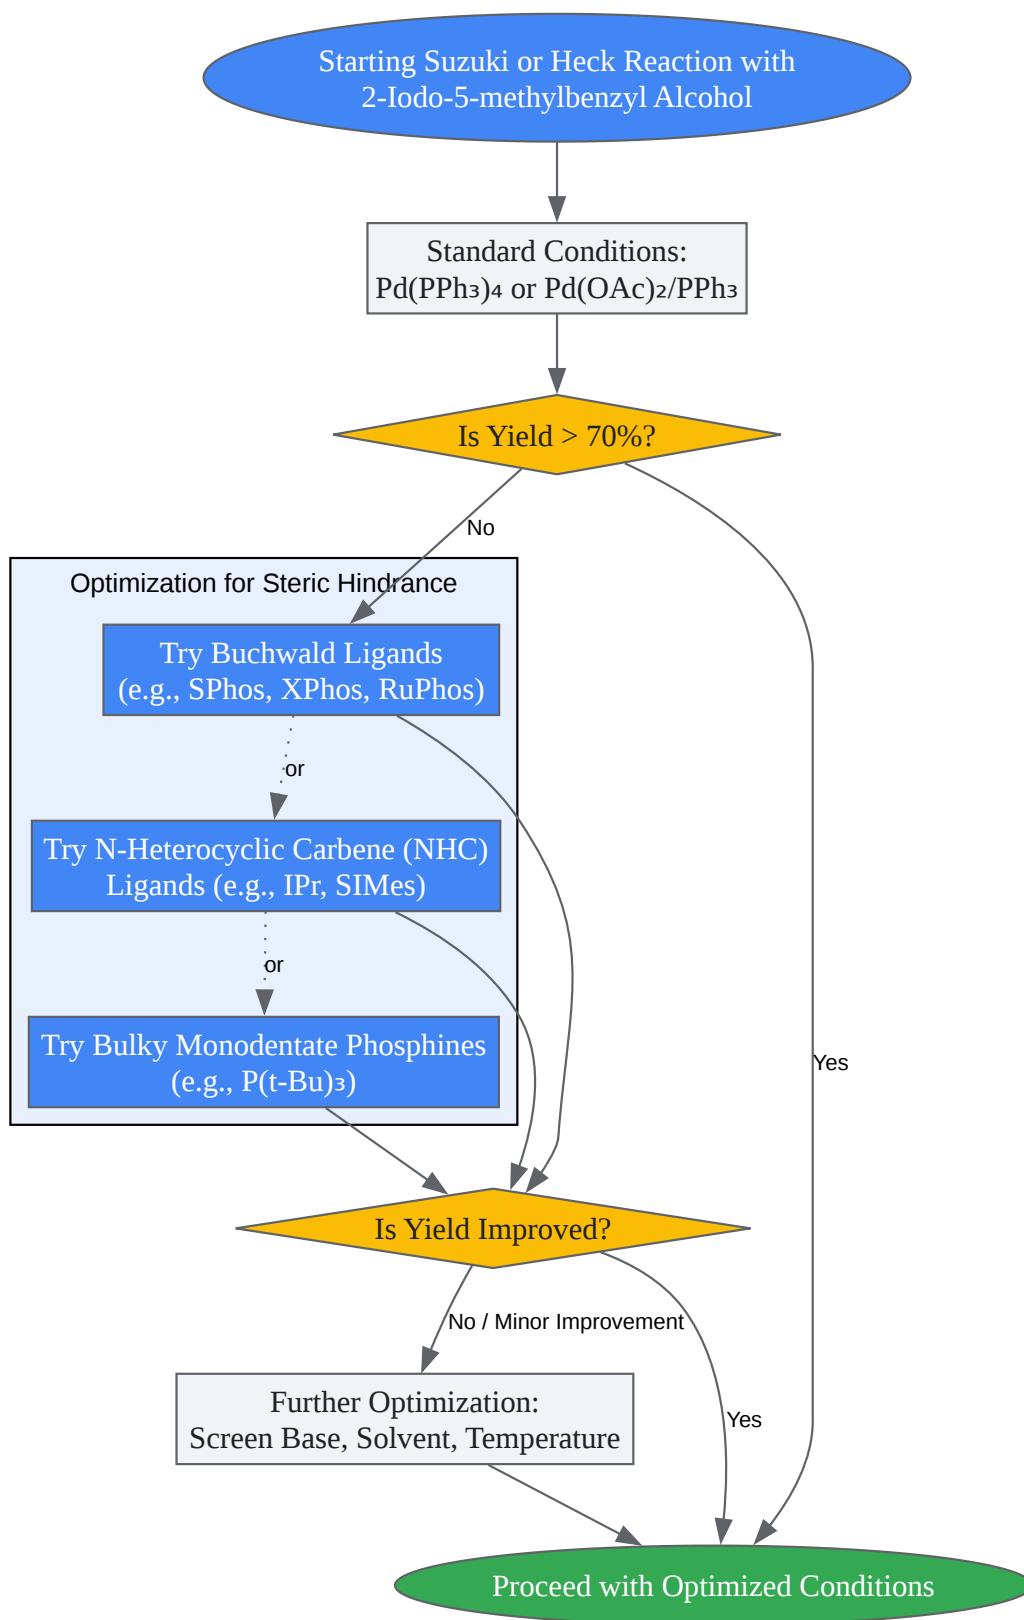 Starting Suzuki or Heck Reaction with
2-Iodo-5-methylbenzyl Alcohol
Standard Conditions:
Pd(PPh₃)₄ or Pd(OAc)₂/PPh₃
Is Yield > 70%?
No
Optimization for Steric Hindrance
Try Buchwald Ligands
(e.g., SPhos, XPhos, RuPhos)
or
Try N-Heterocyclic Carbene (NHC)
Ligands (e.g., IPr, SIMes)
or
Try Bulky Monodentate Phosphines
(e.g., P(t-Bu)₃)
Yes
Is Yield Improved?
No / Minor Improvement
Further Optimization:
Screen Base, Solvent, Temperature
Yes
Proceed with Optimized Conditions